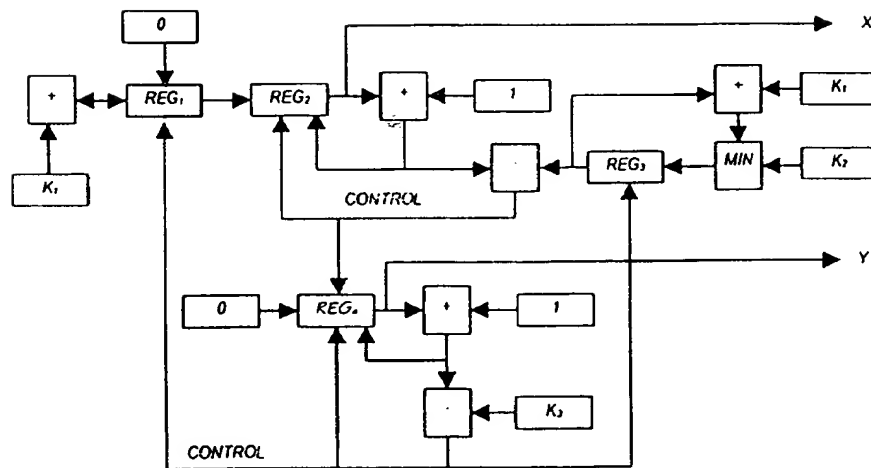 0
X
+
REG₁
REG₂
+
1
+
K₁
K₁
-
REG₃
MIN
K₂
CONTROL
Y
0
REG₄
+
1
-
K₃
CONTROL